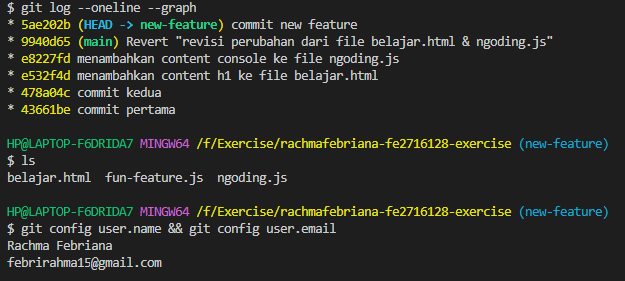 $ git log --oneline --graph
* 5ae202b (HEAD -> new-feature) commit new feature
* 9940d65 (main) Revert "revisi perubahan dari file belajar.html & ngoding.js"
* e8227fd menambahkan content console ke file ngoding.js
* e532f4d menambahkan content h1 ke file belajar.html
* 478a04c commit kedua
* 43661be commit pertama
HP@LAPTOP-F6DRIDA7 MINGW64 /f/Exercise/rachmafebriana-fe2716128-exercise (new-feature)
$ ls
belajar.html  fun-feature.js  ngoding.js
HP@LAPTOP-F6DRIDA7 MINGW64 /f/Exercise/rachmafebriana-fe2716128-exercise (new-feature)
$ git config user.name && git config user.email
Rachma Febriana
febrirahma15@gmail.com